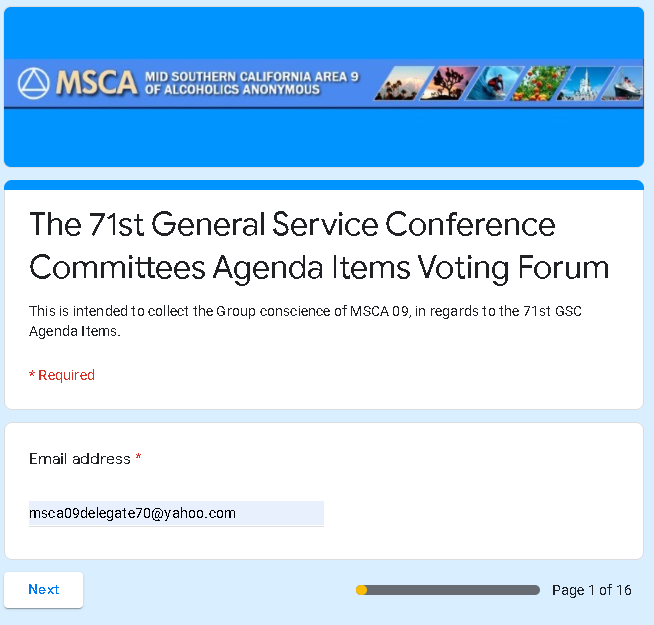 MSCA MID SOUTHERN CALIFORNIA AREA 9
OF ALCOHOLICS ANONYMOUS
The 71st General Service Conference
Committees Agenda Items Voting Forum
This is intended to collect the Group conscience of MSCA 09, in regards to the 71st GSC
Agenda Items.
* Required
Email address *
msca09delegate70@yahoo.com
Next
Page 1 of 16